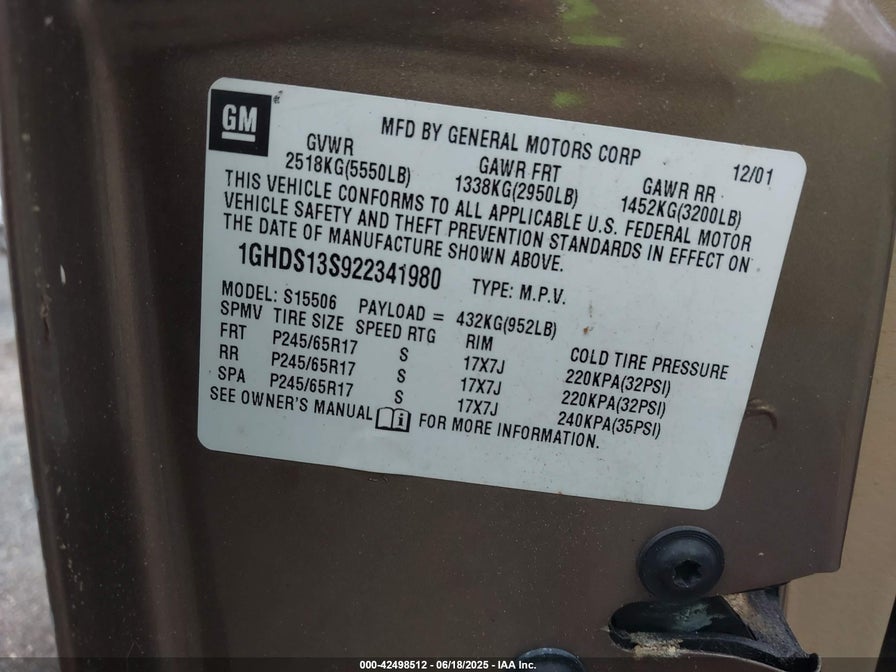 GM
MFD BY GENERAL MOTORS CORP 12/01
GVWR GAWR FRT GAWR RR
2518KG(5550LB) 1338KG(2950LB) 1452KG(3200LB)
THIS VEHICLE CONFORMS TO ALL APPLICABLE U.S. FEDERAL MOTOR
VEHICLE SAFETY AND THEFT PREVENTION STANDARDS IN EFFECT ON
THE DATE OF MANUFACTURE SHOWN ABOVE.
1GHDS13S922341980 TYPE: M.P.V.
MODEL: S15506 PAYLOAD = 432KG(952LB)
SPMV TIRE SIZE SPEED RTG RIM COLD TIRE PRESSURE
FRT P245/65R17 S 17X7J 220KPA(32PSI)
RR P245/65R17 S 17X7J 220KPA(32PSI)
SPA P245/65R17 S 17X7J 240KPA(35PSI)
SEE OWNER'S MANUAL i FOR MORE INFORMATION.
000-42498512 - 06/18/2025 - IAA Inc.